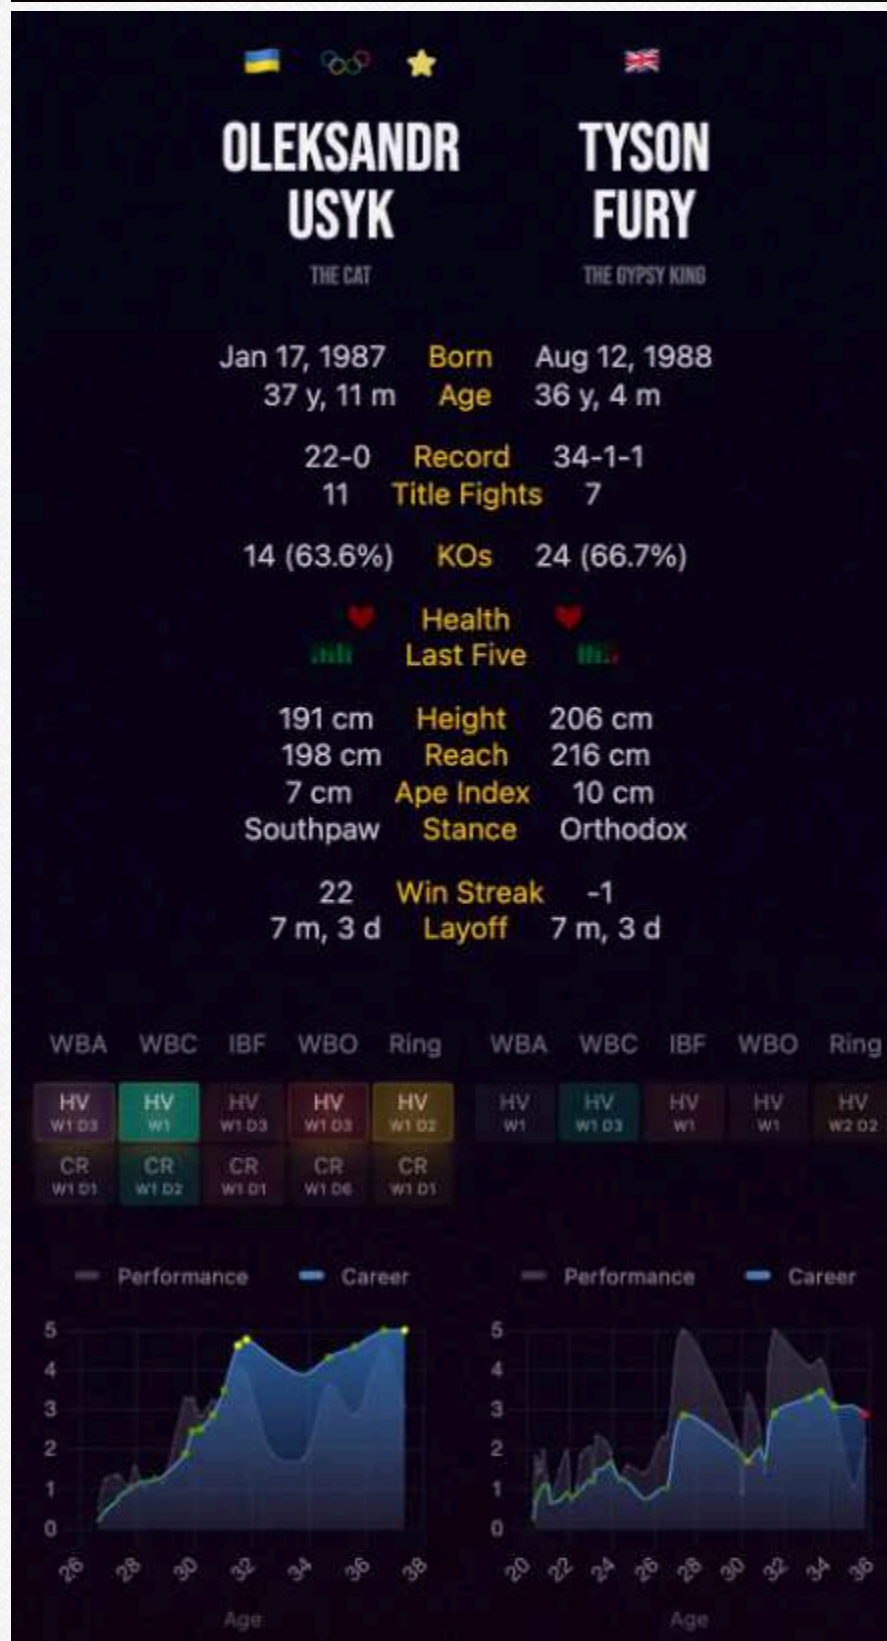 OLEKSANDR USYK
TYSON FURY
THE CAT
THE GYPSY KING
Jan 17, 1987 Born Aug 12, 1988
37 y, 11 m Age 36 y, 4 m
22-0 Record 34-1-1
11 Title Fights 7
14 (63.6%) KOs 24 (66.7%)
Health
Last Five
191 cm Height 206 cm
198 cm Reach 216 cm
7 cm Ape Index 10 cm
Southpaw Stance Orthodox
22 Win Streak -1
7 m, 3 d Layoff 7 m, 3 d
WBA WBC IBF WBO Ring WBA WBC IBF WBO Ring
HV HV HV HV HV HV HV HV HV HV
W1 D3 W1 W1 D3 W1 D3 W1 D2 W1 W1 D3 W1 W1 W2 D2
CR CR CR CR CR
W1 D1 W1 D2 W1 D1 W1 D6 W1 D1
Performance Career Performance Career
5 5
4 4
3 3
2 2
1 1
0 0
26 28 30 32 34 36 38 20 22 24 26 28 30 32 34 36
Age Age